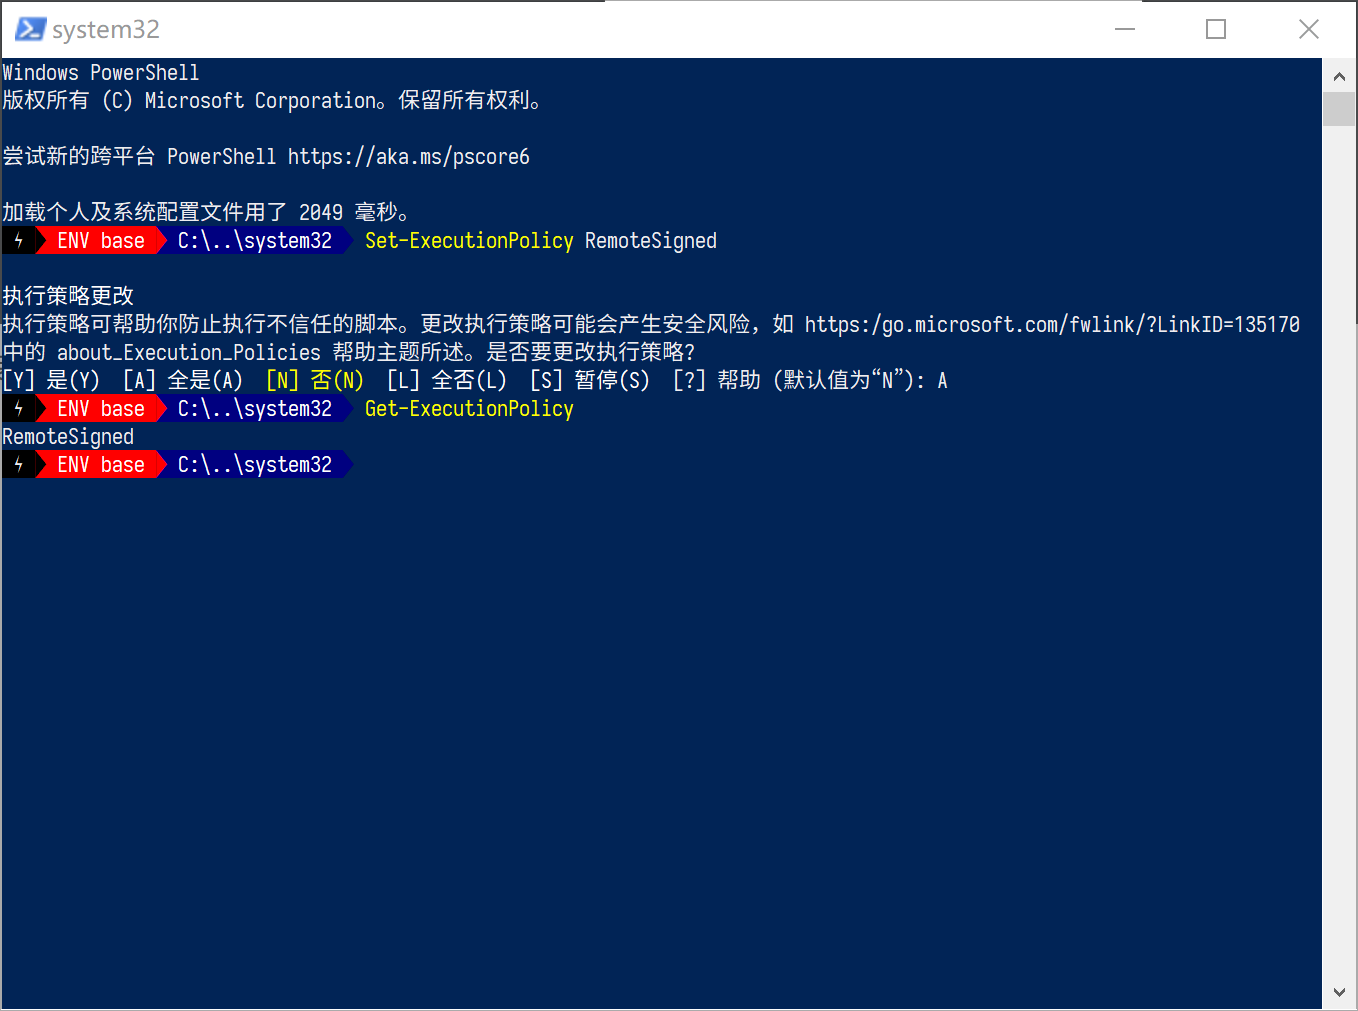 system32
Windows PowerShell
版权所有 (C) Microsoft Corporation。保留所有权利。
尝试新的跨平台 PowerShell https://aka.ms/pscore6
加载个人及系统配置文件用了 2049 毫秒。
ENV base C:\..\system32 Set-ExecutionPolicy RemoteSigned
执行策略更改
执行策略可帮助你防止执行不信任的脚本。更改执行策略可能会产生安全风险，如 https:/go.microsoft.com/fwlink/?LinkID=135170
中的 about_Execution_Policies 帮助主题所述。是否要更改执行策略?
[Y] 是(Y)  [A] 全是(A)  [N] 否(N)  [L] 全否(L)  [S] 暂停(S)  [?] 帮助 (默认值为“N”): A
ENV base C:\..\system32 Get-ExecutionPolicy
RemoteSigned
ENV base C:\..\system32